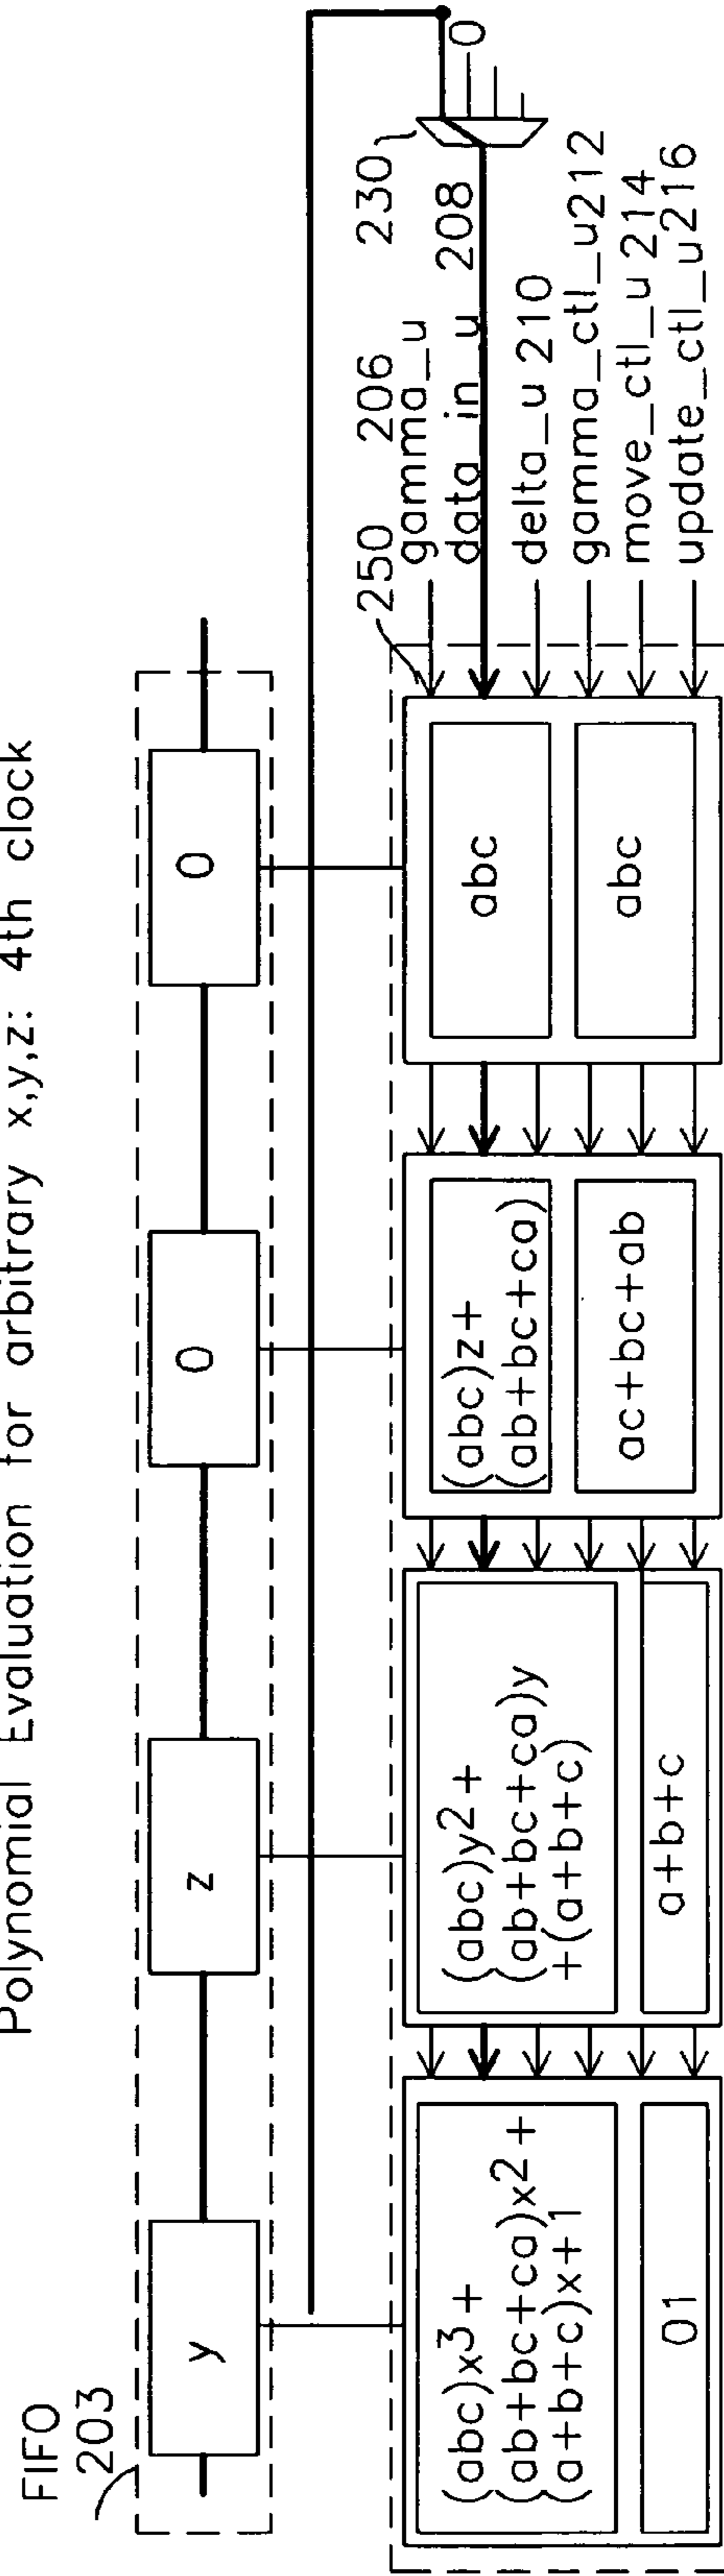 Polynomial Evaluation for arbitrary x,y,z: 4th clock
FIFO
203
y
z
0
0
250
206
230
gamma_u
data_in_u 208
0
delta_u 210
gamma_ctl_u212
move_ctl_u 214
update_ctl_u216
(abc)x3+
(ab+bc+ca)x2+
(a+b+c)x+1
01
(abc)y2+
(ab+bc+ca)y
+(a+b+c)
a+b+c
(abc)z+
(ab+bc+ca)
ac+bc+ab
abc
abc